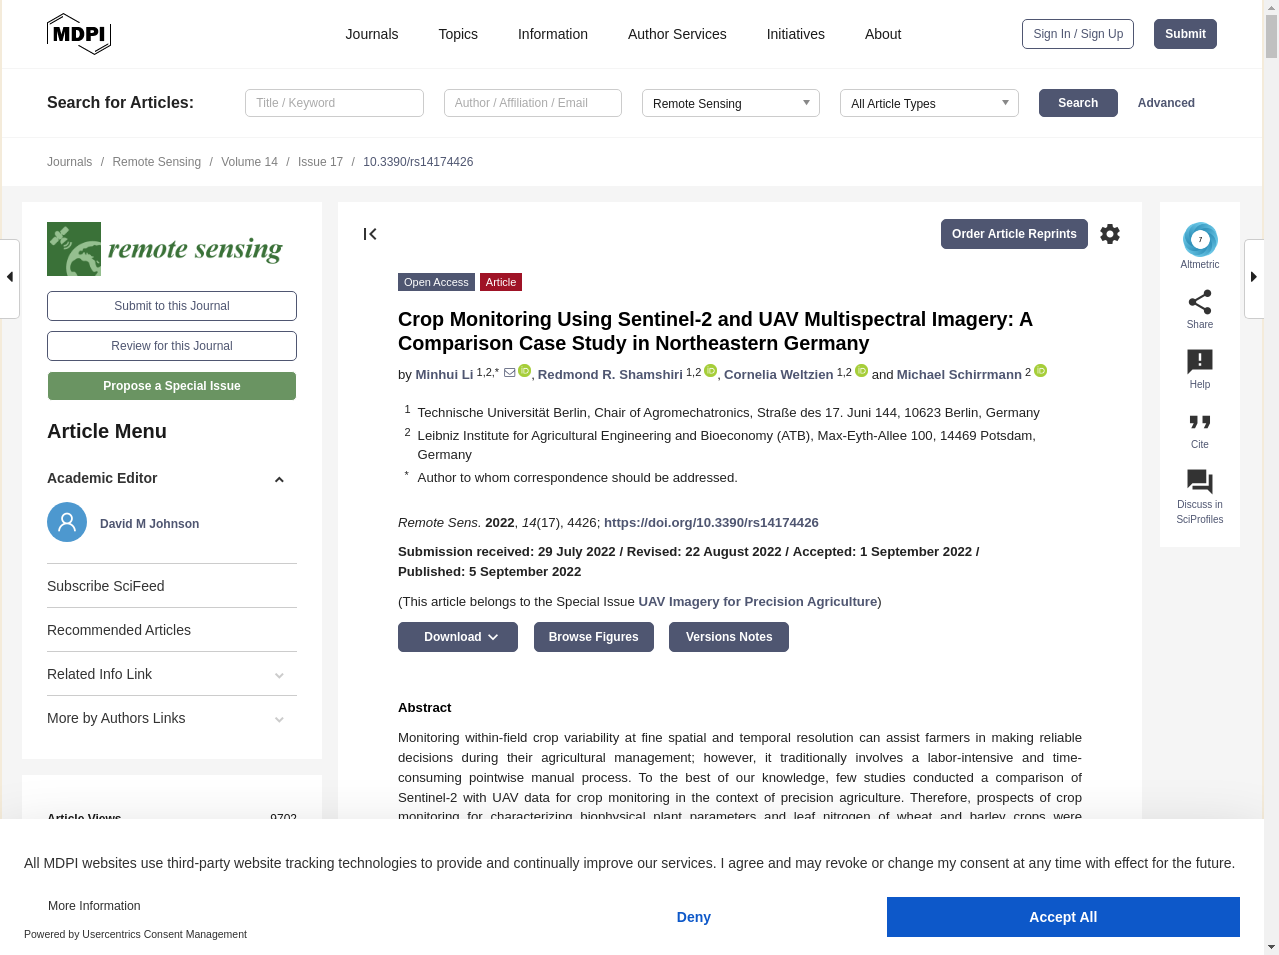 MDPI
Journals Topics Information Author Services Initiatives About
Sign In / Sign Up Submit
Search for Articles:
Title / Keyword
Author / Affiliation / Email
Remote Sensing
All Article Types
Search
Advanced
Journals / Remote Sensing / Volume 14 / Issue 17 / 10.3390/rs14174426
remote sensing
Submit to this Journal
Review for this Journal
Propose a Special Issue
Article Menu
Academic Editor
David M Johnson
Subscribe SciFeed
Recommended Articles
Related Info Link
More by Authors Links
Article Views 9702
Order Article Reprints
Open Access Article
Crop Monitoring Using Sentinel-2 and UAV Multispectral Imagery: A
Comparison Case Study in Northeastern Germany
by Minhui Li 1,2,* , Redmond R. Shamshiri 1,2 , Cornelia Weltzien 1,2 and Michael Schirrmann 2
1 Technische Universität Berlin, Chair of Agromechatronics, Straße des 17. Juni 144, 10623 Berlin, Germany
2 Leibniz Institute for Agricultural Engineering and Bioeconomy (ATB), Max-Eyth-Allee 100, 14469 Potsdam,
Germany
* Author to whom correspondence should be addressed.
Remote Sens. 2022, 14(17), 4426; https://doi.org/10.3390/rs14174426
Submission received: 29 July 2022 / Revised: 22 August 2022 / Accepted: 1 September 2022 /
Published: 5 September 2022
(This article belongs to the Special Issue UAV Imagery for Precision Agriculture)
Download Browse Figures Versions Notes
Abstract
Monitoring within-field crop variability at fine spatial and temporal resolution can assist farmers in making reliable
decisions during their agricultural management; however, it traditionally involves a labor-intensive and time-
consuming pointwise manual process. To the best of our knowledge, few studies conducted a comparison of
Sentinel-2 with UAV data for crop monitoring in the context of precision agriculture. Therefore, prospects of crop
monitoring for characterizing biophysical plant parameters and leaf nitrogen of wheat and barley crops were
7
Altmetric
Share
Help
Cite
Discuss in
SciProfiles
All MDPI websites use third-party website tracking technologies to provide and continually improve our services. I agree and may revoke or change my consent at any time with effect for the future.
More Information
Deny
Accept All
Powered by Usercentrics Consent Management